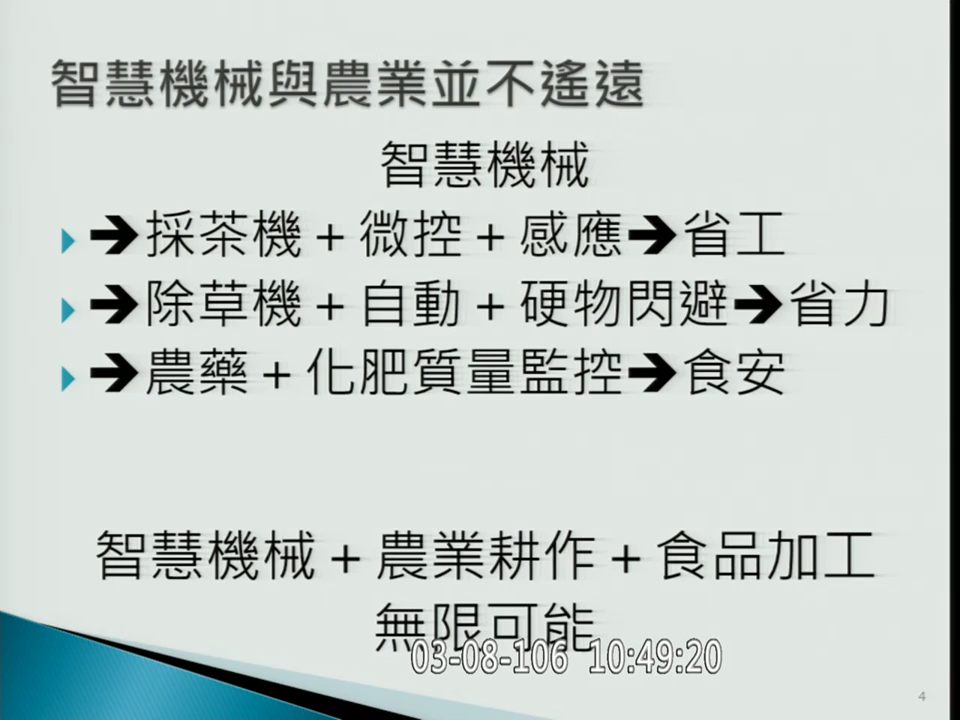 智慧機械與農業並不遙遠
智慧機械
➔採茶機 + 微控 + 感應➔省工
➔除草機 + 自動 + 硬物閃避➔省力
➔農藥 + 化肥質量監控➔食安
智慧機械 + 農業耕作 + 食品加工
無限可能
03-08-106 10:49:20
4